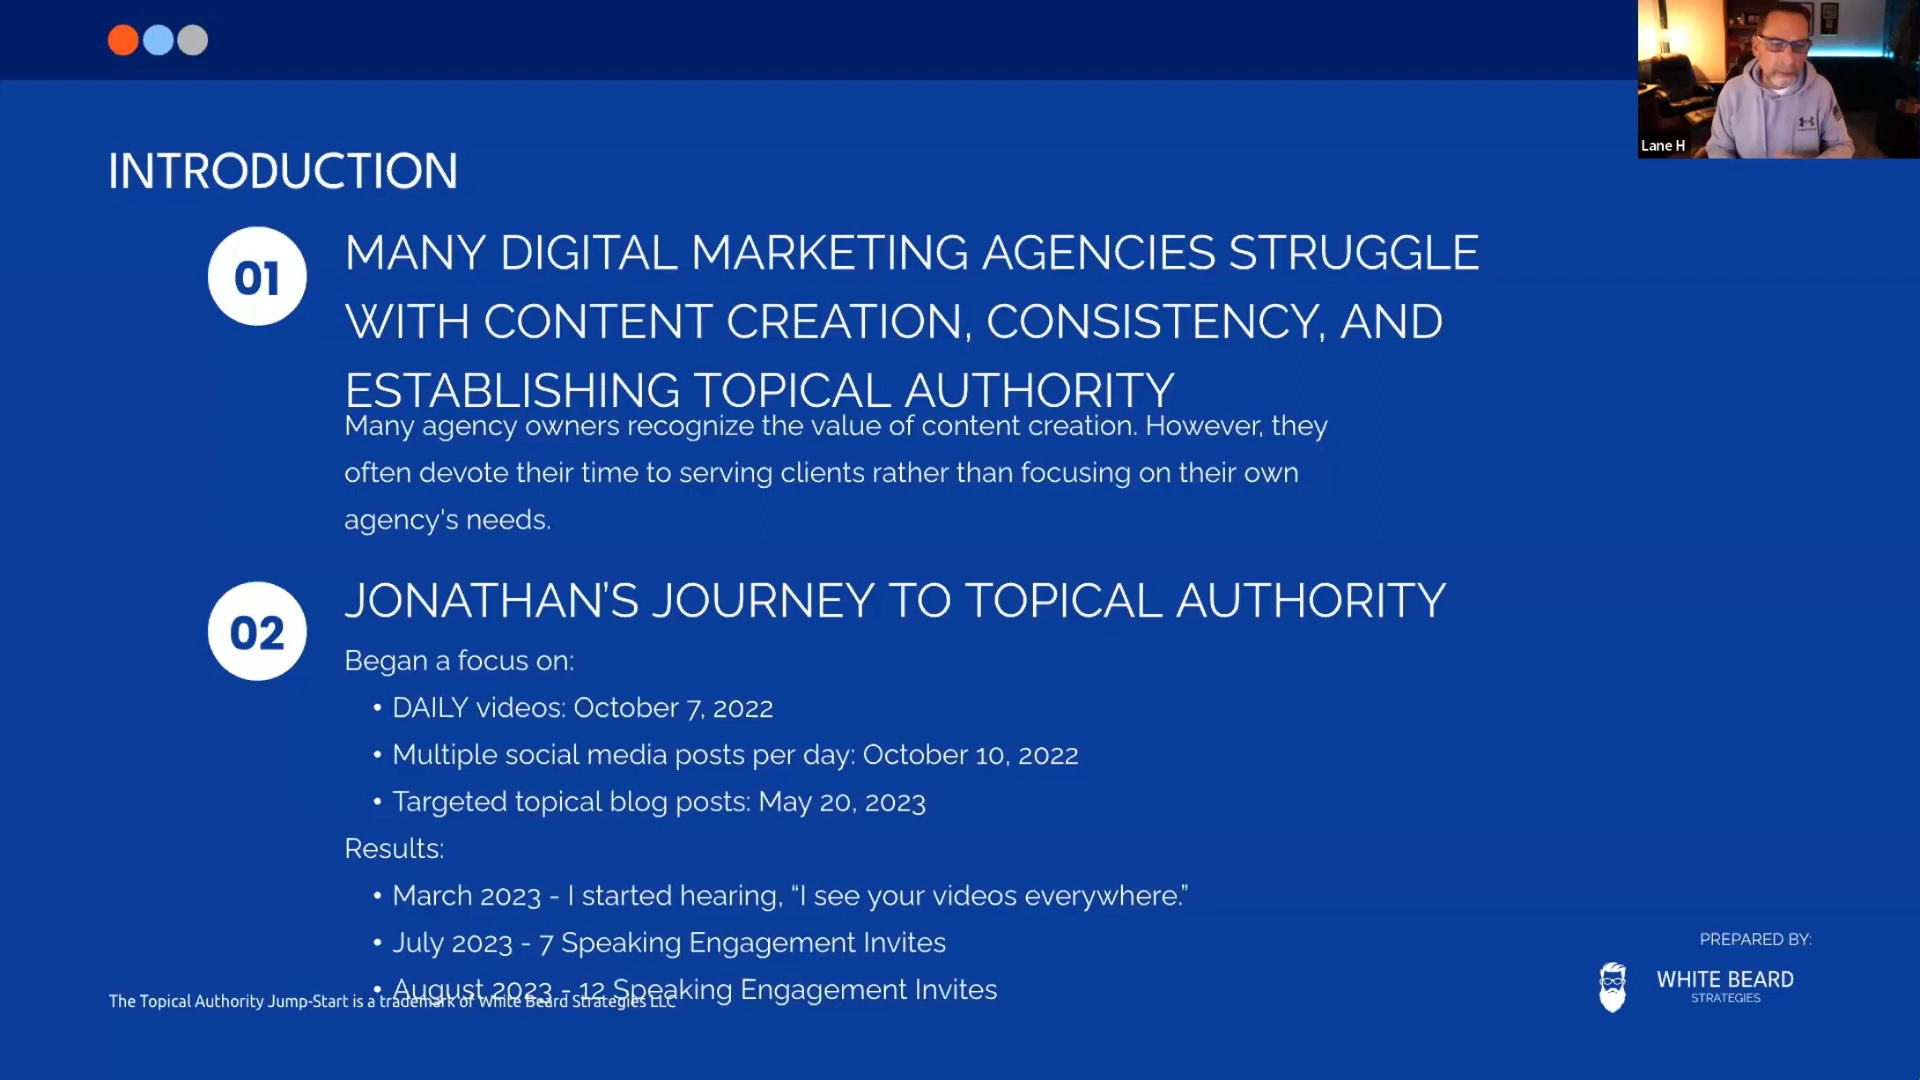 Lane H
INTRODUCTION
01
MANY DIGITAL MARKETING AGENCIES STRUGGLE
WITH CONTENT CREATION, CONSISTENCY, AND
ESTABLISHING TOPICAL AUTHORITY
Many agency owners recognize the value of content creation. However, they
often devote their time to serving clients rather than focusing on their own
agency's needs.
02
JONATHAN’S JOURNEY TO TOPICAL AUTHORITY
Began a focus on:
• DAILY videos: October 7, 2022
• Multiple social media posts per day: October 10, 2022
• Targeted topical blog posts: May 20, 2023
Results:
• March 2023 - I started hearing, “I see your videos everywhere.”
• July 2023 - 7 Speaking Engagement Invites
• August 2023 - 12 Speaking Engagement Invites
The Topical Authority Jump-Start is a trademark of White Beard Strategies LLC
PREPARED BY:
WHITE BEARD
STRATEGIES